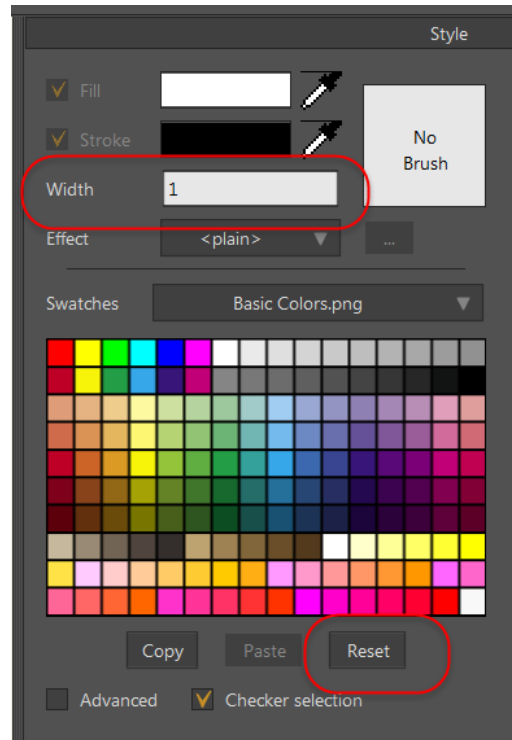 Style
Fill
Stroke
No
Brush
Width 1
Effect <plain> ...
Swatches Basic Colors.png
Copy Paste Reset
Advanced Checker selection